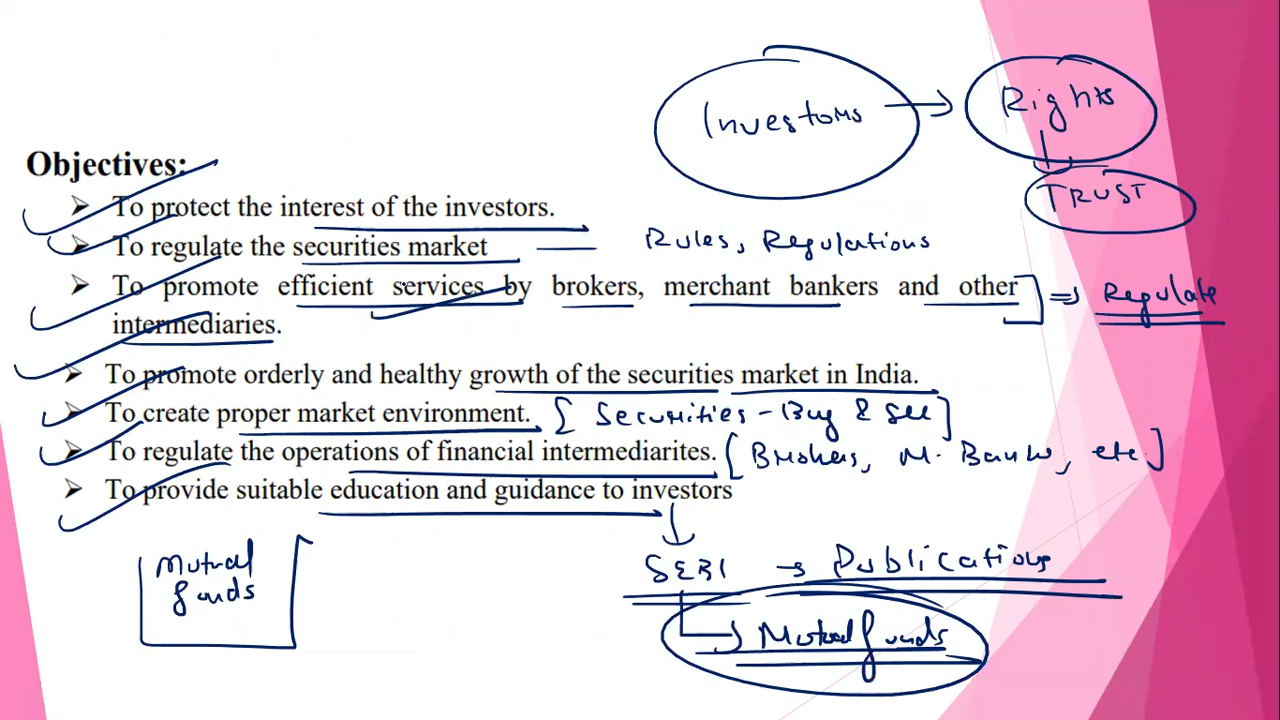 Investors → Rights
Objectives:
TRUST
➢ To protect the interest of the investors.
➢ To regulate the securities market — Rules, Regulations
➢ To promote efficient services by brokers, merchant bankers and other ] ⇒ Regulate
intermediaries.
➢ To promote orderly and healthy growth of the securities market in India.
➢ To create proper market environment. [ Securities - Buy & Sell ]
➢ To regulate the operations of financial intermediarites. [ Brokers, M. Banks, etc ]
➢ To provide suitable education and guidance to investors
Mutual
funds
SEBI → Publications
→ Mutual funds